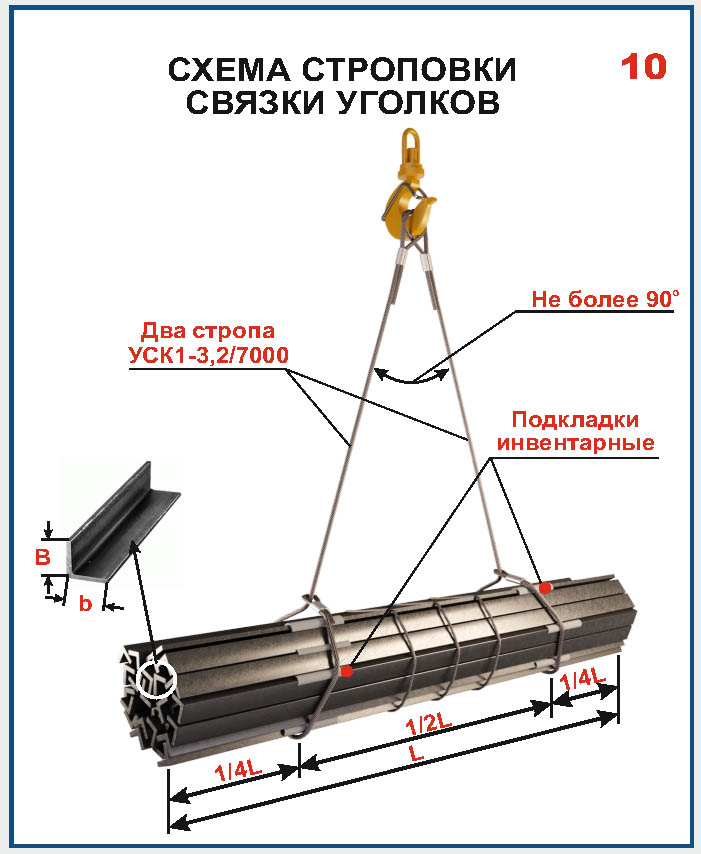 СХЕМА СТРОПОВКИ
СВЯЗКИ УГОЛКОВ
10
Не более 90°
Два стропа
УСК1-3,2/7000
Подкладки
инвентарные
B
b
1/4L
1/2L
L
1/4L